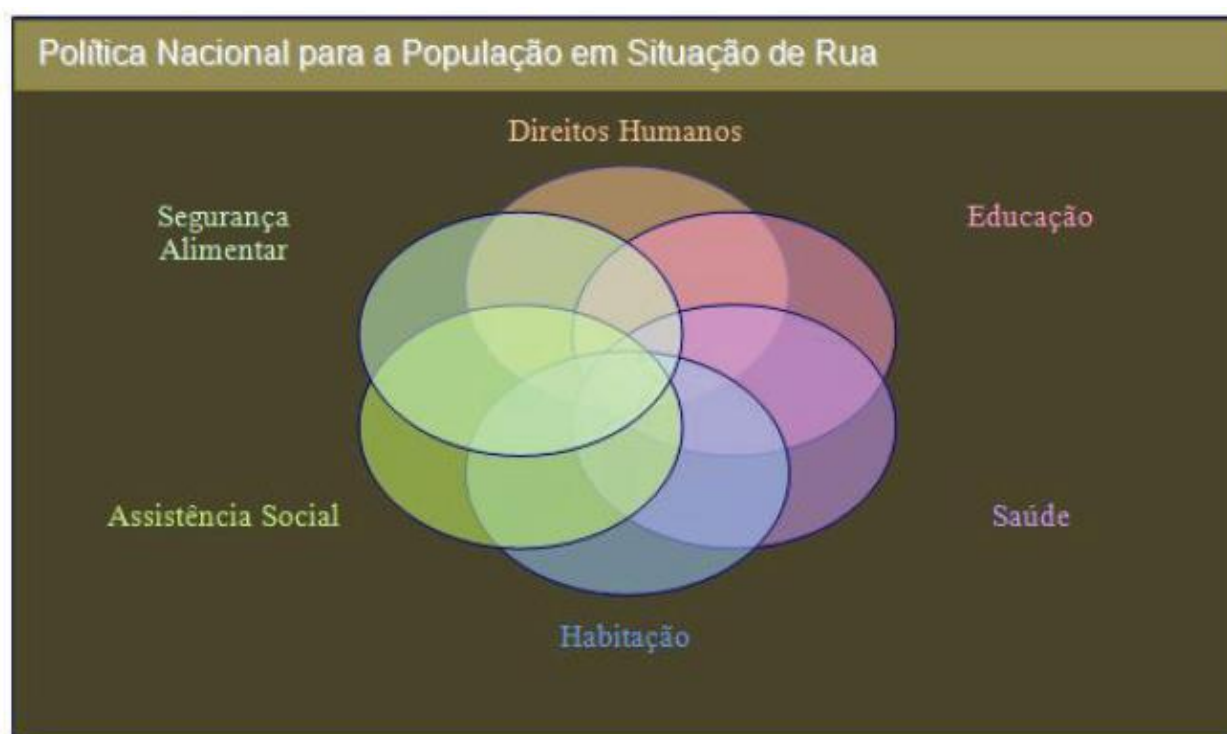 Política Nacional para a População em Situação de Rua
Direitos Humanos
Segurança
Alimentar
Educação
Assistência Social
Saúde
Habitação